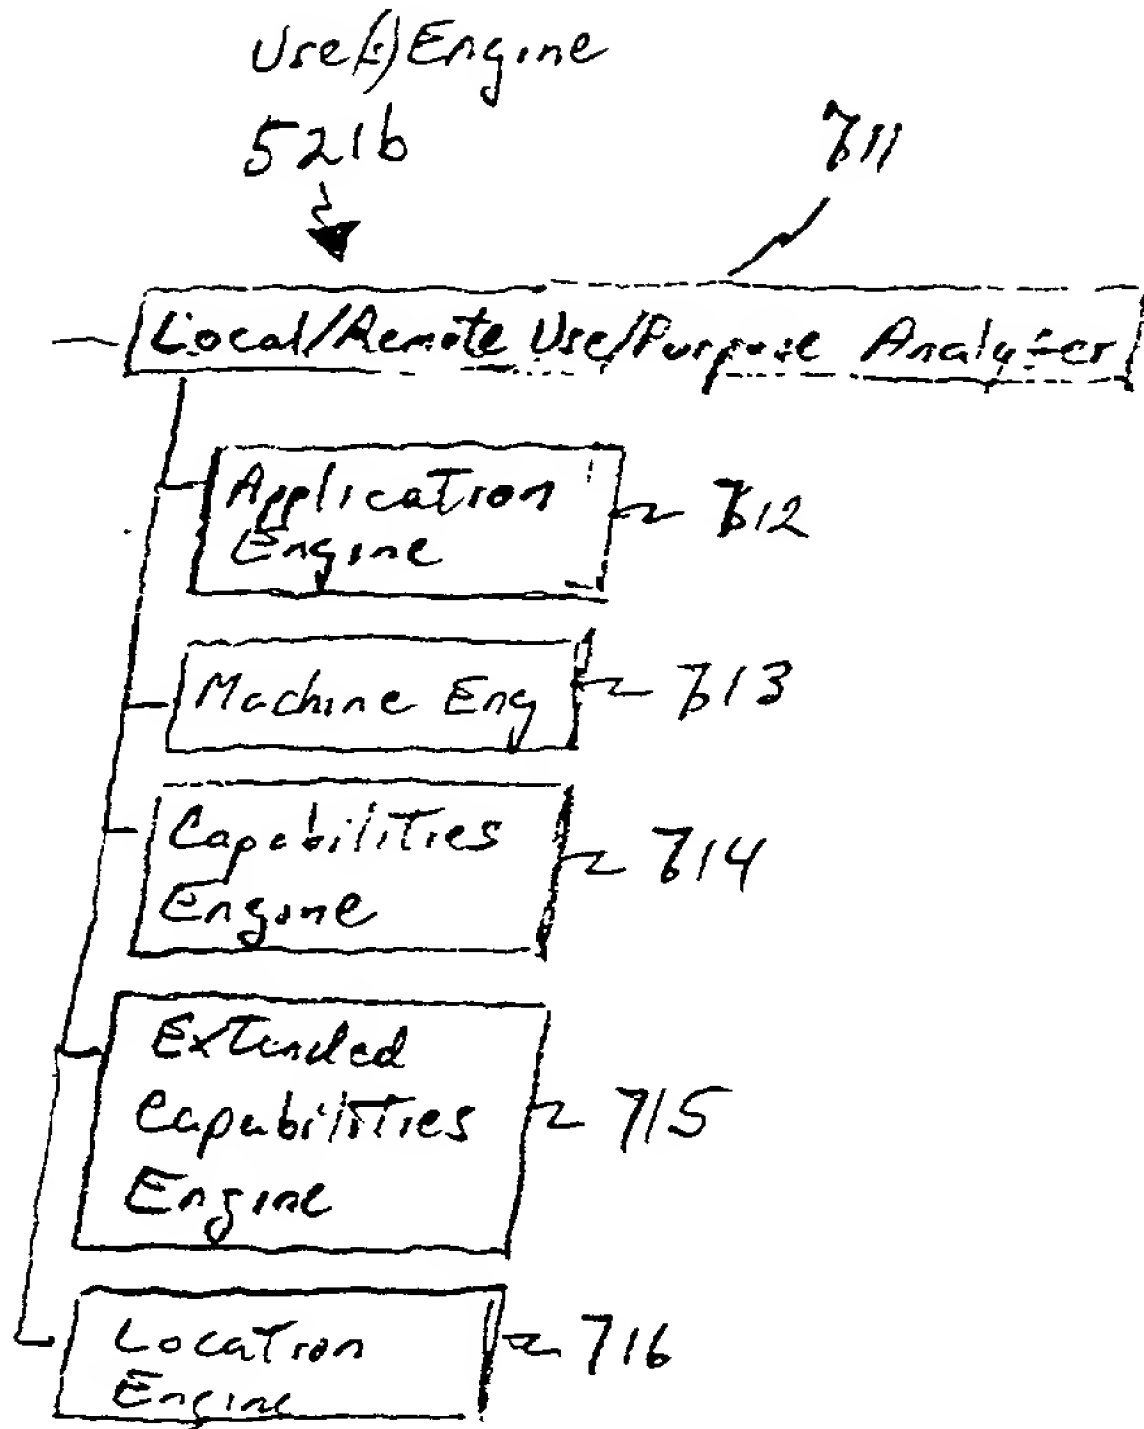 Use(:)Engine
521b
711
Local/Remote Use/Purpose Analyzer
Application
Engine
712
Machine Eng
713
Capabilities
Engine
714
Extended
Capabilities
Engine
715
Location
Engine
716